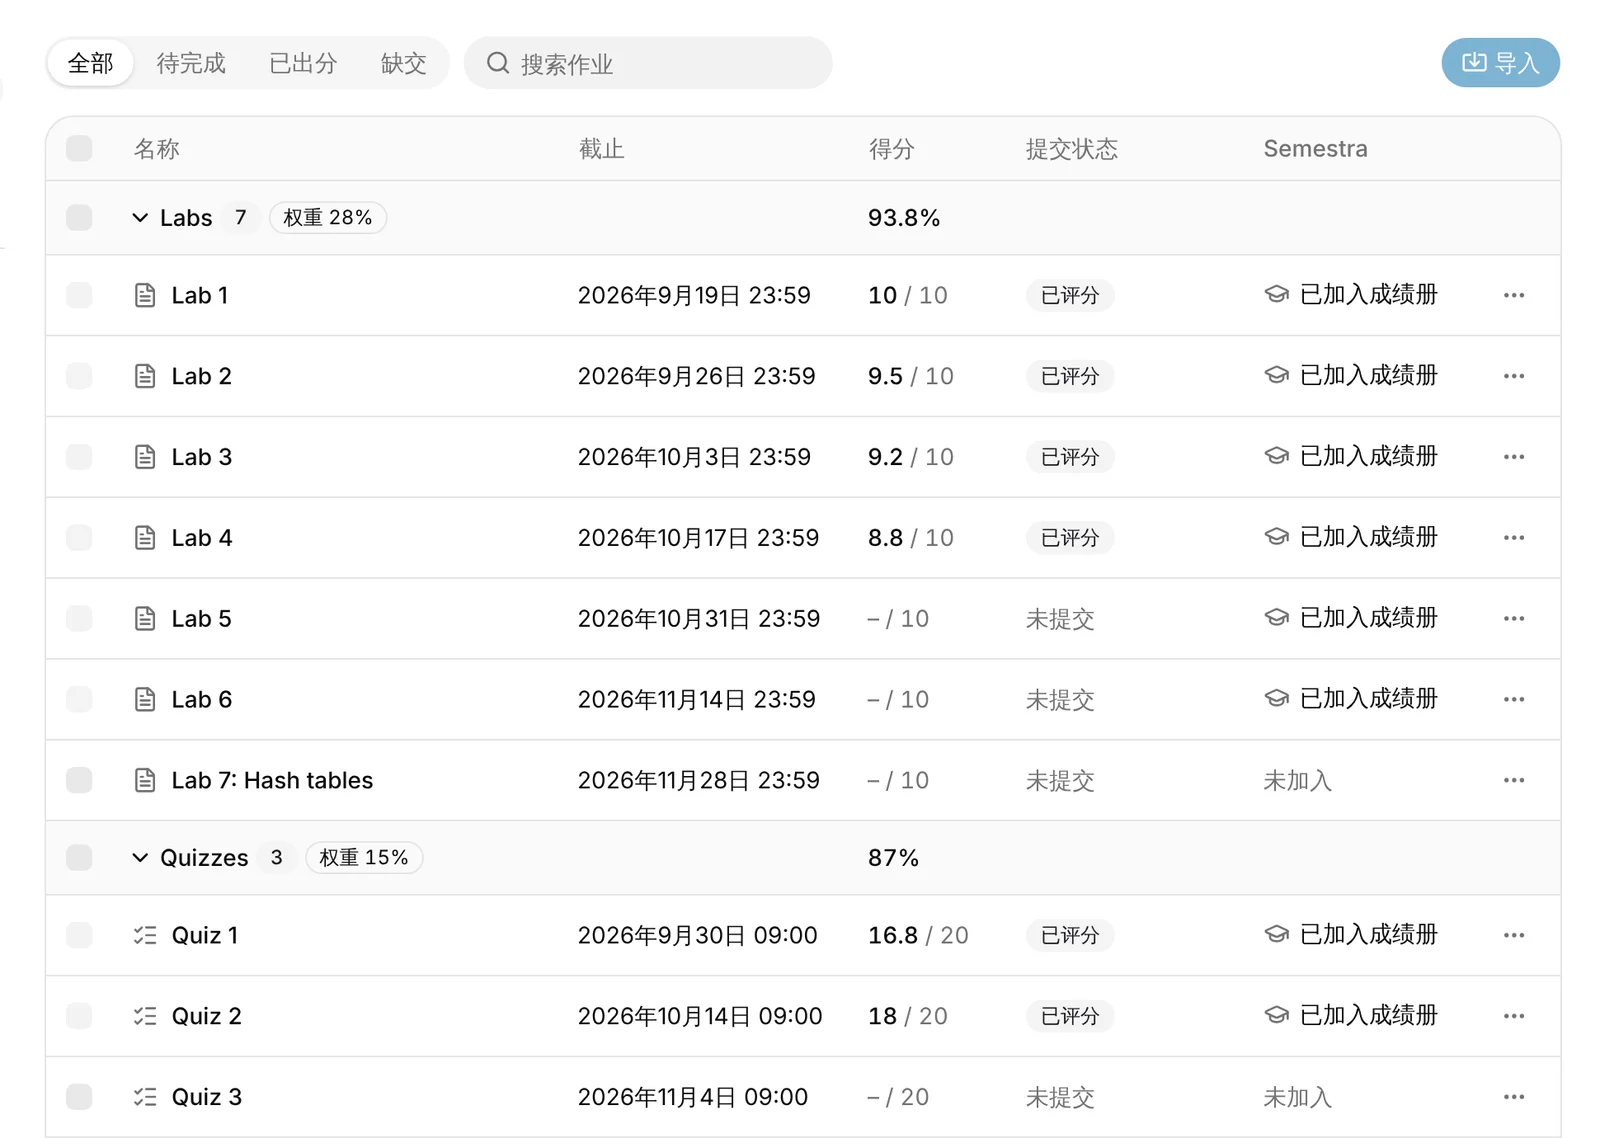 全部 待完成 已出分 缺交 搜索作业 导入
名称 截止 得分 提交状态 Semestra
Labs 7 权重 28% 93.8%
Lab 1 2026年9月19日 23:59 10 / 10 已评分 已加入成绩册
Lab 2 2026年9月26日 23:59 9.5 / 10 已评分 已加入成绩册
Lab 3 2026年10月3日 23:59 9.2 / 10 已评分 已加入成绩册
Lab 4 2026年10月17日 23:59 8.8 / 10 已评分 已加入成绩册
Lab 5 2026年10月31日 23:59 – / 10 未提交 已加入成绩册
Lab 6 2026年11月14日 23:59 – / 10 未提交 已加入成绩册
Lab 7: Hash tables 2026年11月28日 23:59 – / 10 未提交 未加入
Quizzes 3 权重 15% 87%
Quiz 1 2026年9月30日 09:00 16.8 / 20 已评分 已加入成绩册
Quiz 2 2026年10月14日 09:00 18 / 20 已评分 已加入成绩册
Quiz 3 2026年11月4日 09:00 – / 20 未提交 未加入